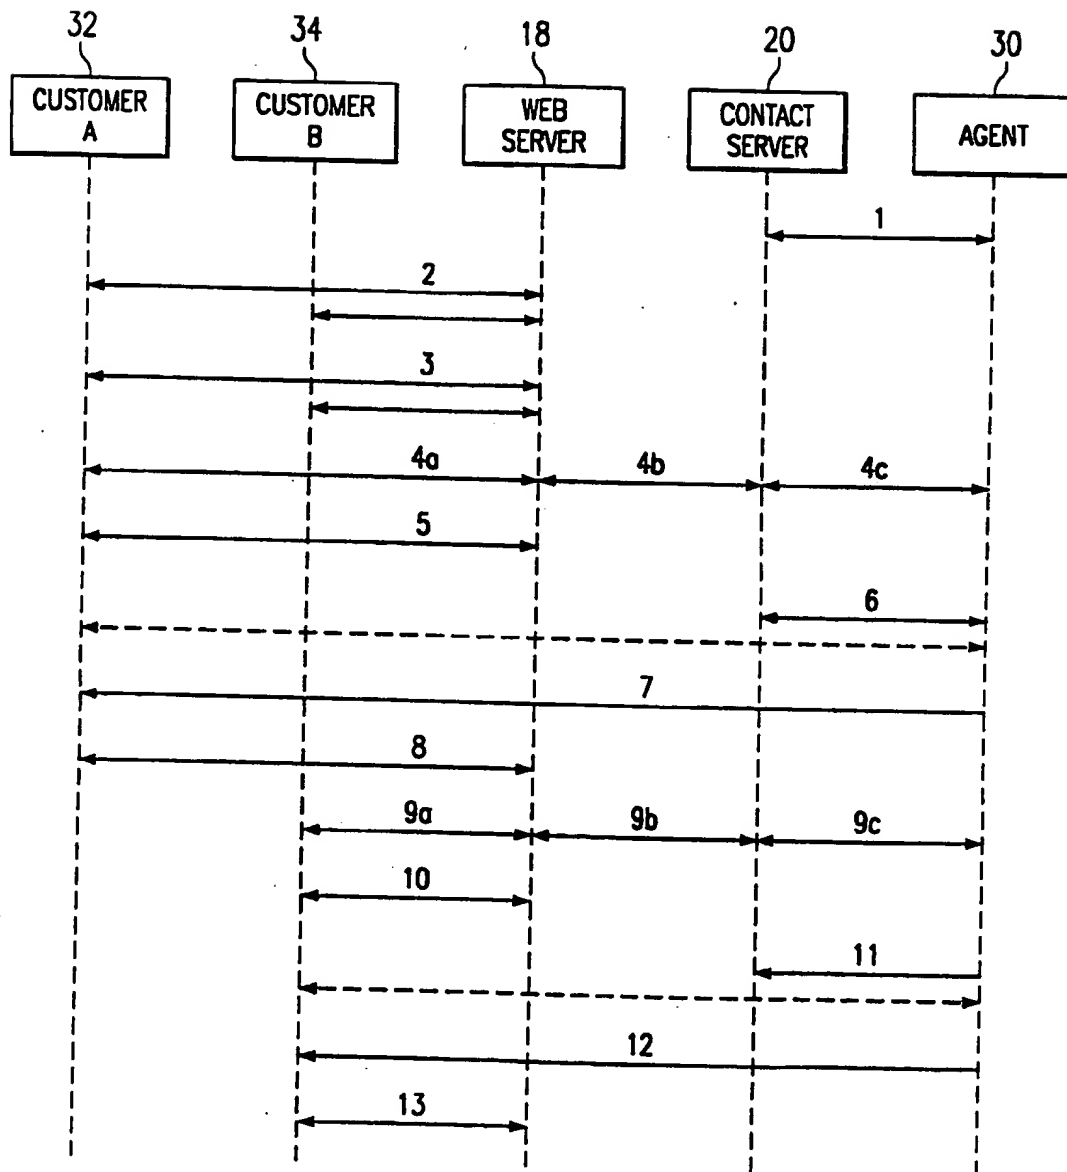 32
34
18
20
30
CUSTOMER
A
CUSTOMER
B
WEB
SERVER
CONTACT
SERVER
AGENT
1
2
3
4a
4b
4c
5
6
7
8
9a
9b
9c
10
11
12
13